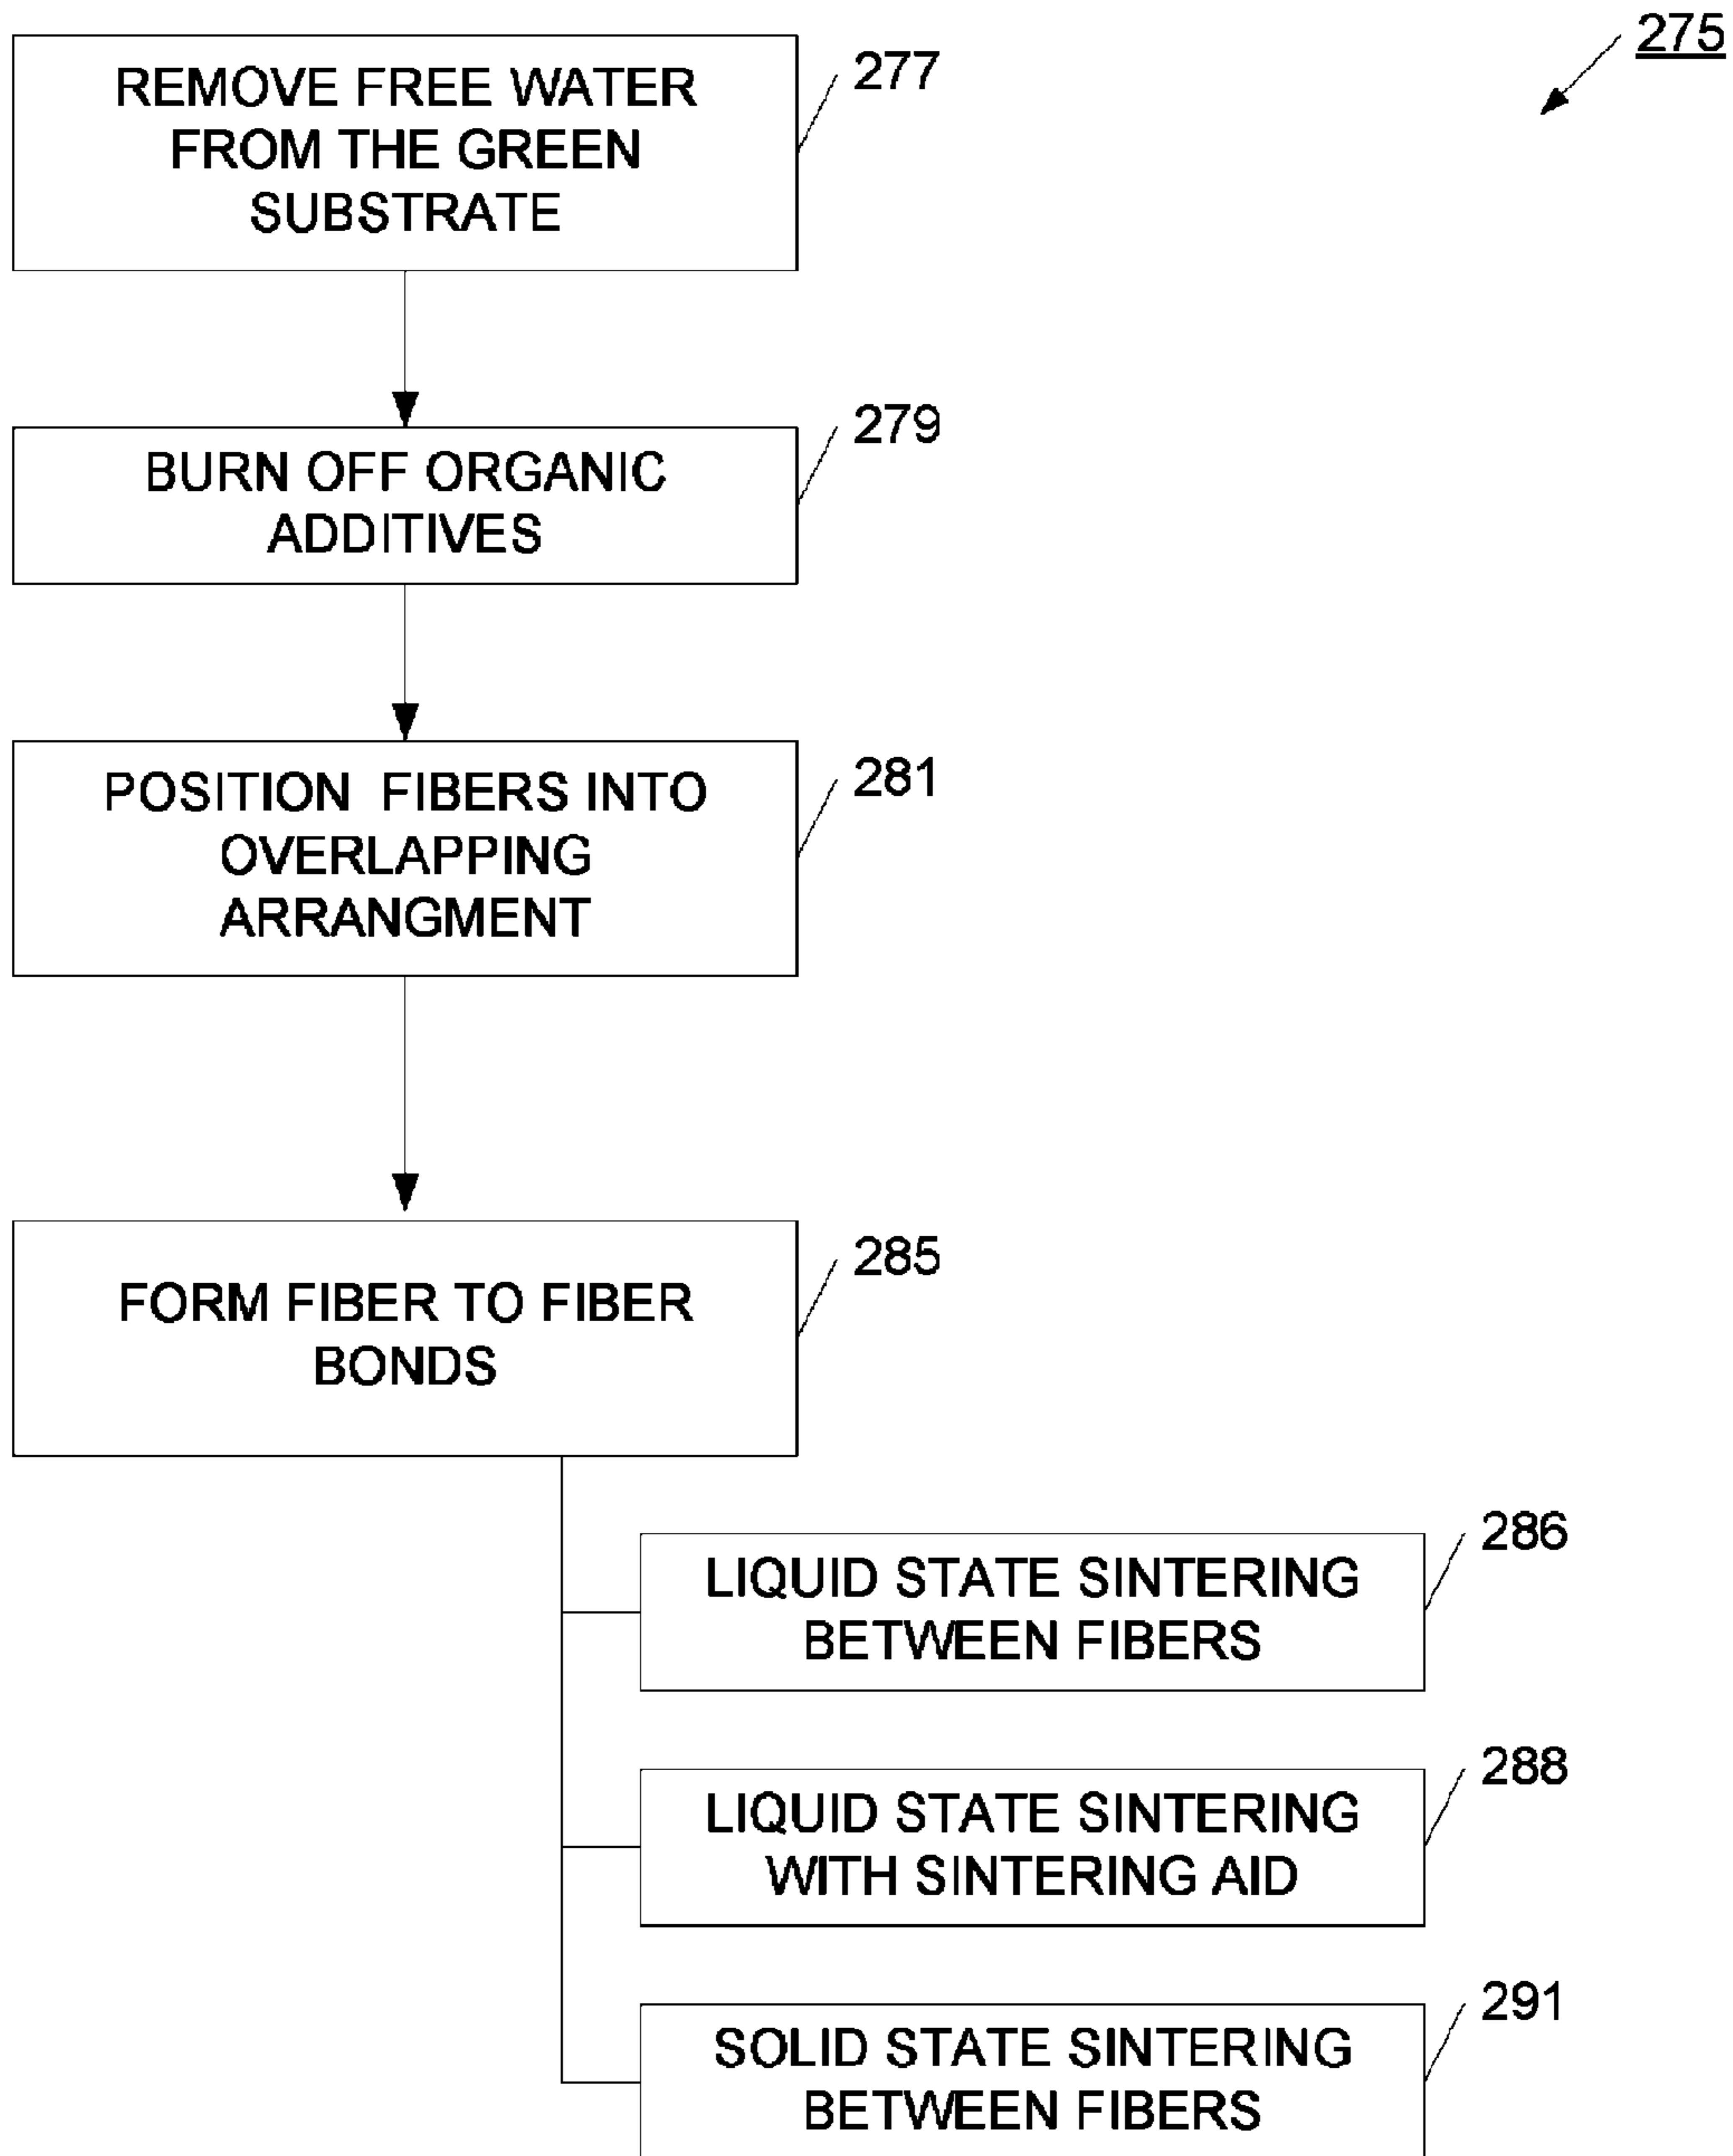 275
REMOVE FREE WATER
FROM THE GREEN
SUBSTRATE
277
BURN OFF ORGANIC
ADDITIVES
279
POSITION FIBERS INTO
OVERLAPPING
ARRANGMENT
281
FORM FIBER TO FIBER
BONDS
285
LIQUID STATE SINTERING
BETWEEN FIBERS
286
LIQUID STATE SINTERING
WITH SINTERING AID
288
SOLID STATE SINTERING
BETWEEN FIBERS
291